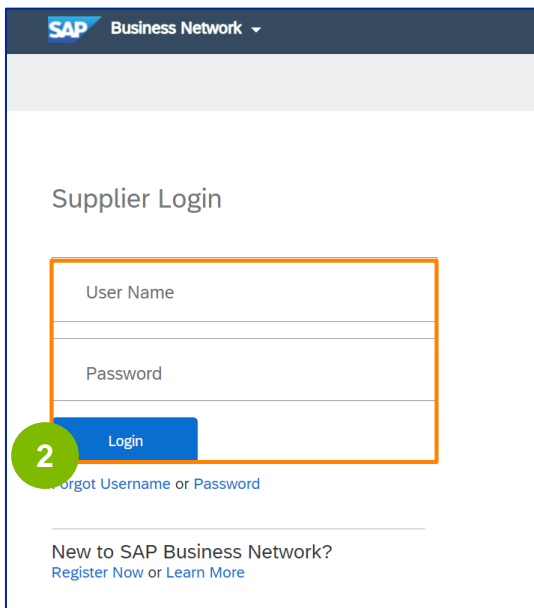 SAP Business Network
Supplier Login
User Name
Password
Login
2
Forgot Username or Password
New to SAP Business Network?
Register Now or Learn More